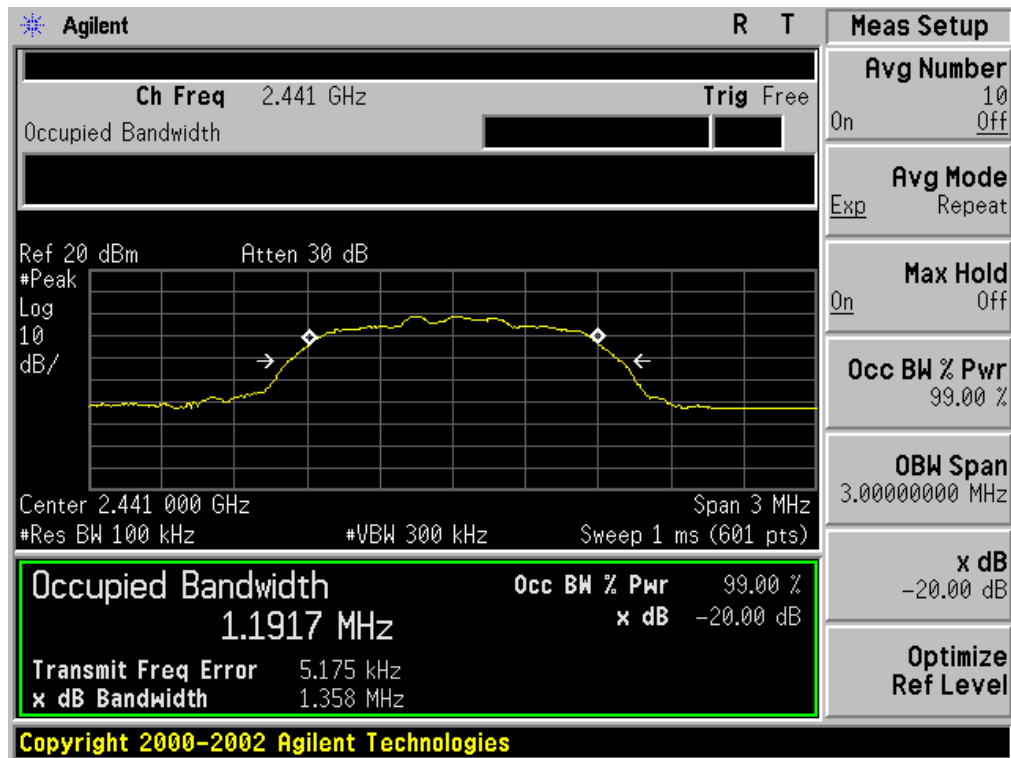 Agilent R T
Ch Freq 2.441 GHz Trig Free
Occupied Bandwidth
Ref 20 dBm Atten 30 dB
#Peak
Log
10
dB/
Center 2.441 000 GHz Span 3 MHz
#Res BW 100 kHz #VBW 300 kHz Sweep 1 ms (601 pts)
Occupied Bandwidth Occ BW % Pwr 99.00 %
1.1917 MHz x dB -20.00 dB
Transmit Freq Error 5.175 kHz
x dB Bandwidth 1.358 MHz
Copyright 2000-2002 Agilent Technologies
Meas Setup
Avg Number
10
On Off
Avg Mode
Exp Repeat
Max Hold
On Off
Occ BW % Pwr
99.00 %
OBW Span
3.00000000 MHz
x dB
-20.00 dB
Optimize
Ref Level